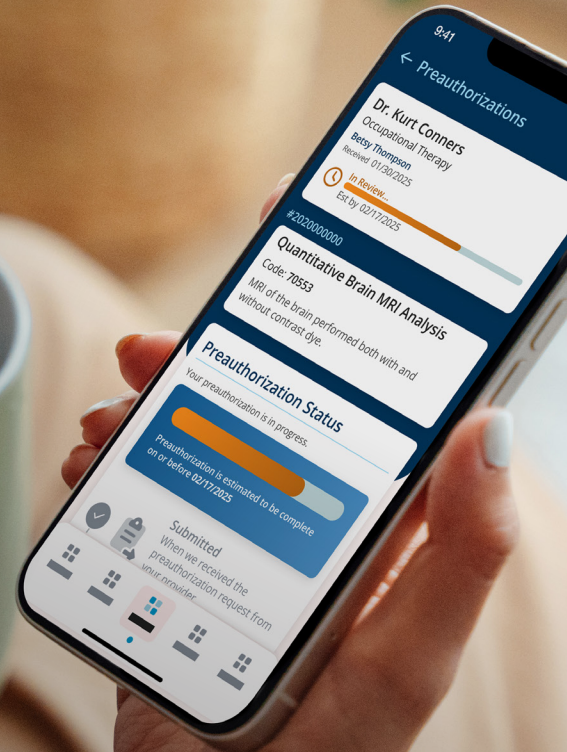 9:41
← Preauthorizations
Dr. Kurt Conners
Occupational Therapy
Betsy Thompson
Received 01/30/2025
In Review...
Est by 02/17/2025
#2020000000
Quantitative Brain MRI Analysis
Code: 70553
MRI of the brain performed both with and
without contrast dye.
Preauthorization Status
Your preauthorization is in progress.
Preauthorization is estimated to be complete
on or before 02/17/2025
Submitted
When we received the
preauthorization request from
your provider